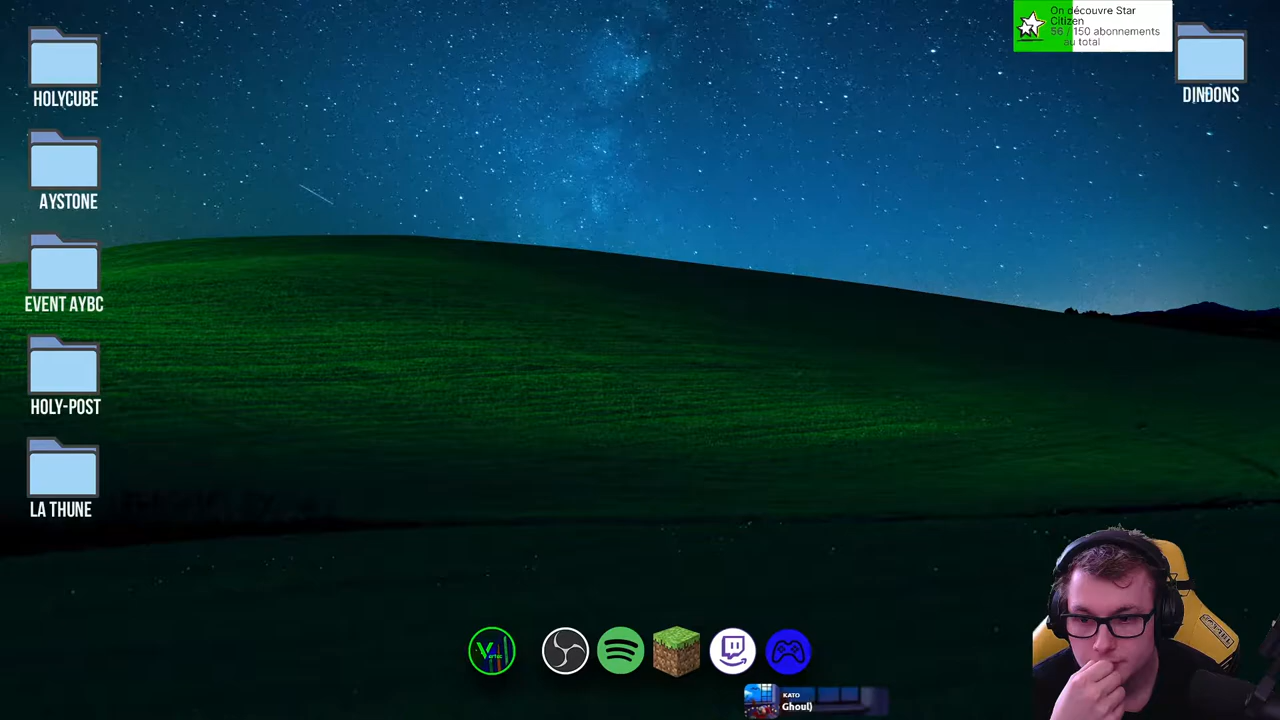 On découvre Star
Citizen
56 / 150 abonnements
au total
HOLYCUBE
DINDONS
AYSTONE
EVENT AYBC
HOLY-POST
LA THUNE
KATO
Ghoul)